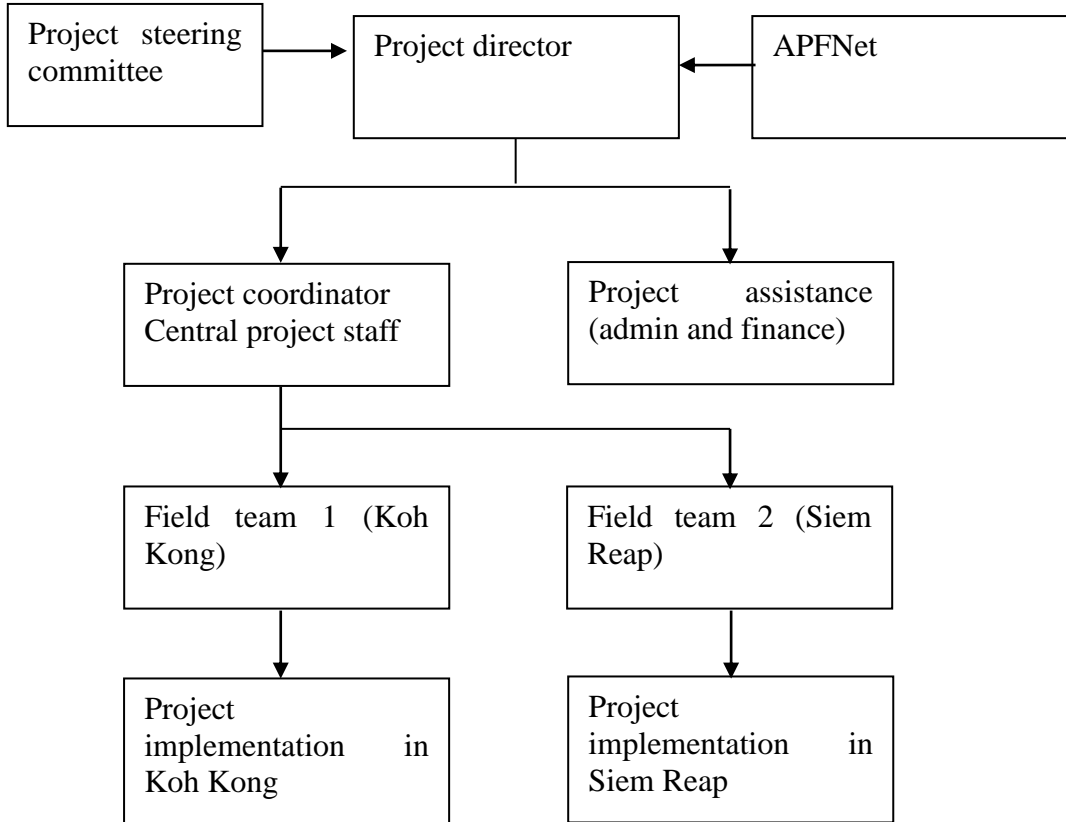 Project steering
committee
Project director
APFNet
Project coordinator
Central project staff
Project assistance
(admin and finance)
Field team 1 (Koh
Kong)
Field team 2 (Siem
Reap)
Project
implementation in
Koh Kong
Project
implementation in
Siem Reap